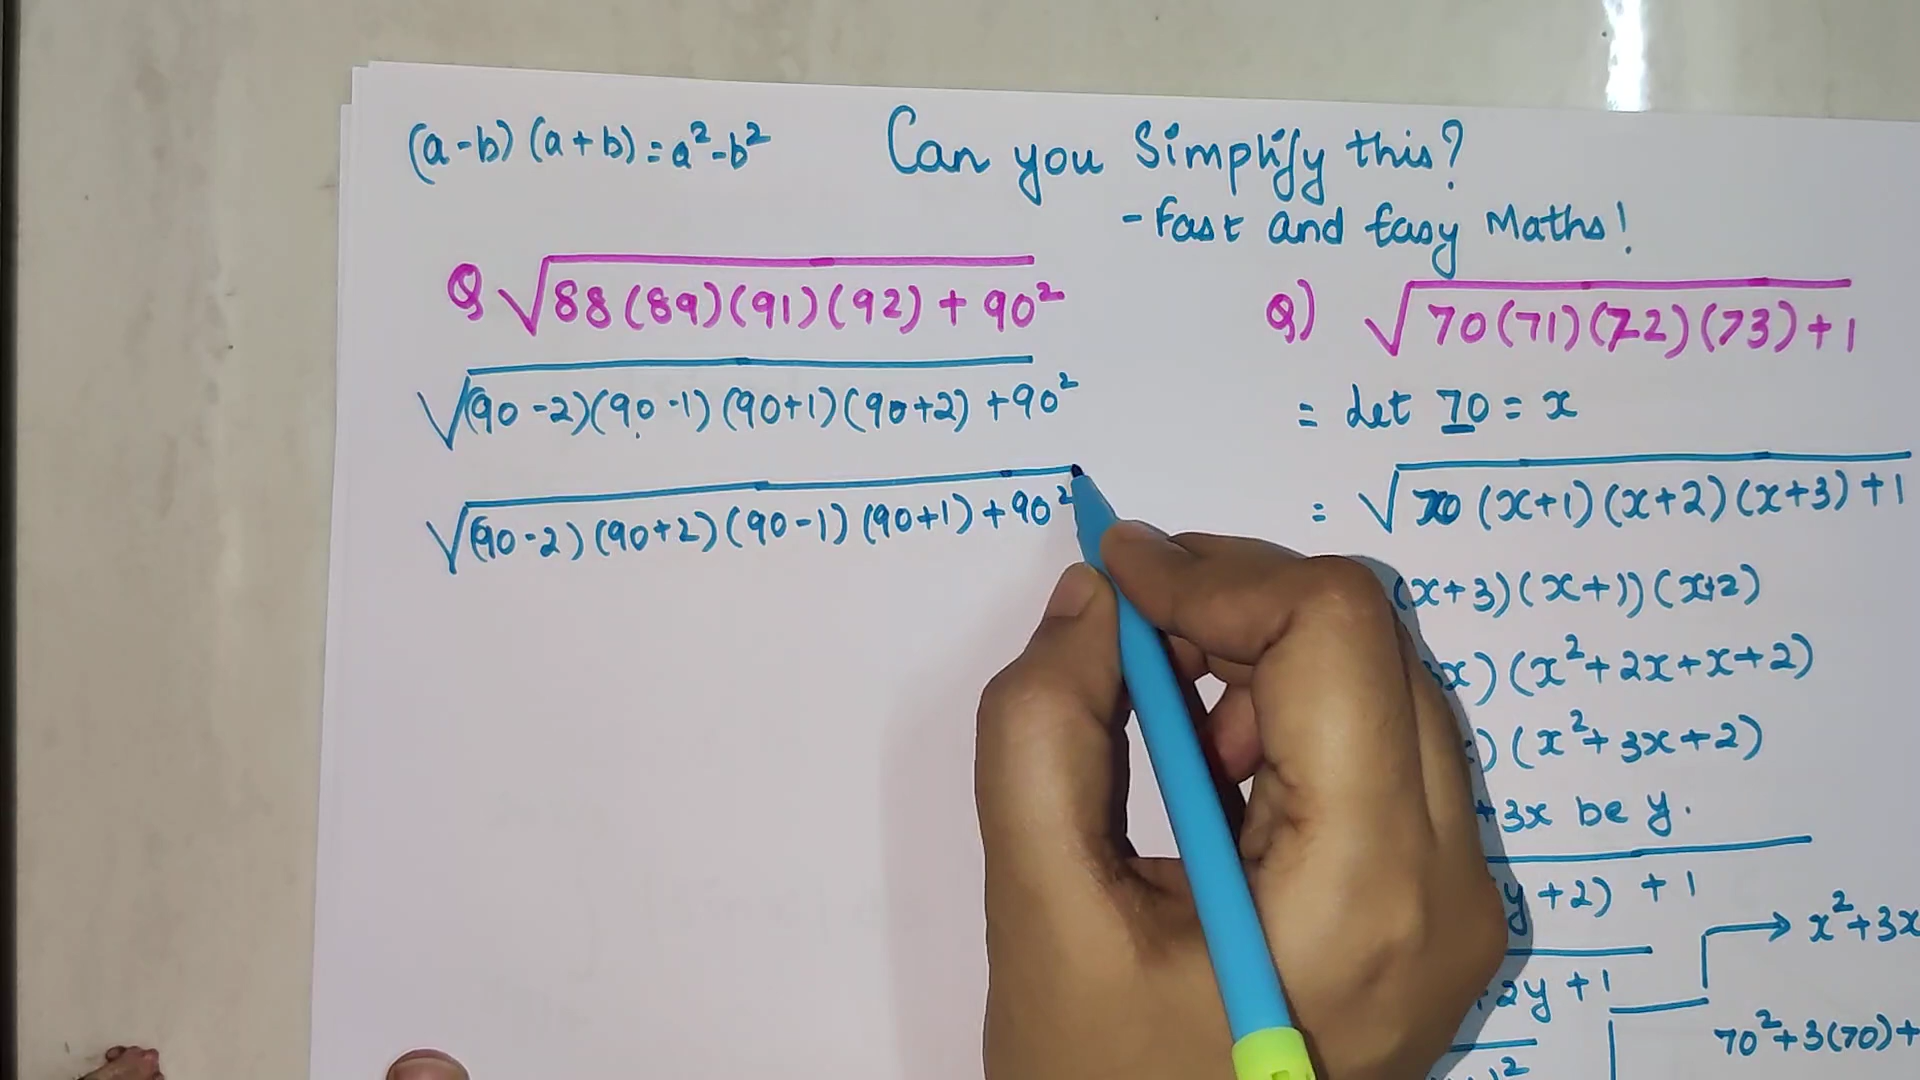 (a-b) (a+b) = a²-b²
Can you Simplify this?
- Fast and Easy Maths!
Q √88(89)(91)(92) + 90²
√(90-2)(90-1)(90+1)(90+2) +90²
√(90-2)(90+2)(90-1)(90+1)+90²
Q) √70(71)(72)(73)+1
= Let 70 = x
= √x(x+1)(x+2)(x+3)+1
(x+3)(x+1)(x+2)
x)(x²+2x+x+2)
)(x²+3x+2)
+3x be y.
y+2) + 1
→ x²+3x
2y+1
70²+3(70)+